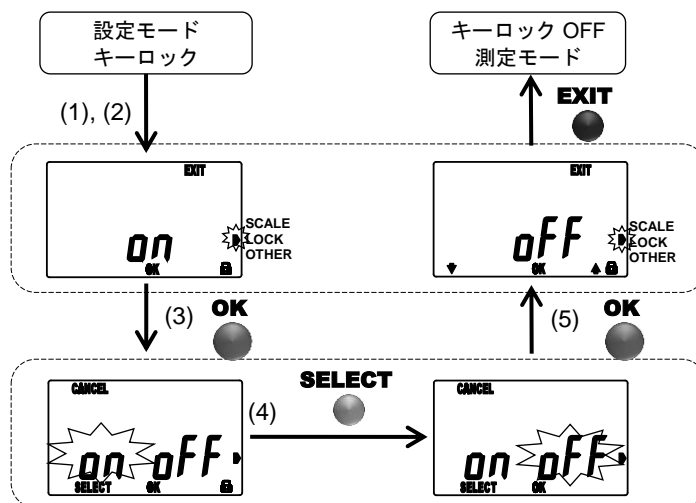 設定モード
キーロック
キーロック OFF
測定モード
(1), (2)
EXIT
EXIT
on
OK
SCALE
LOCK
OTHER
EXIT
oFF
OK
SCALE
LOCK
OTHER
(3)
OK
(5)
OK
CANCEL
on oFF
SELECT OK
(4)
SELECT
CANCEL
on oFF
SELECT OK